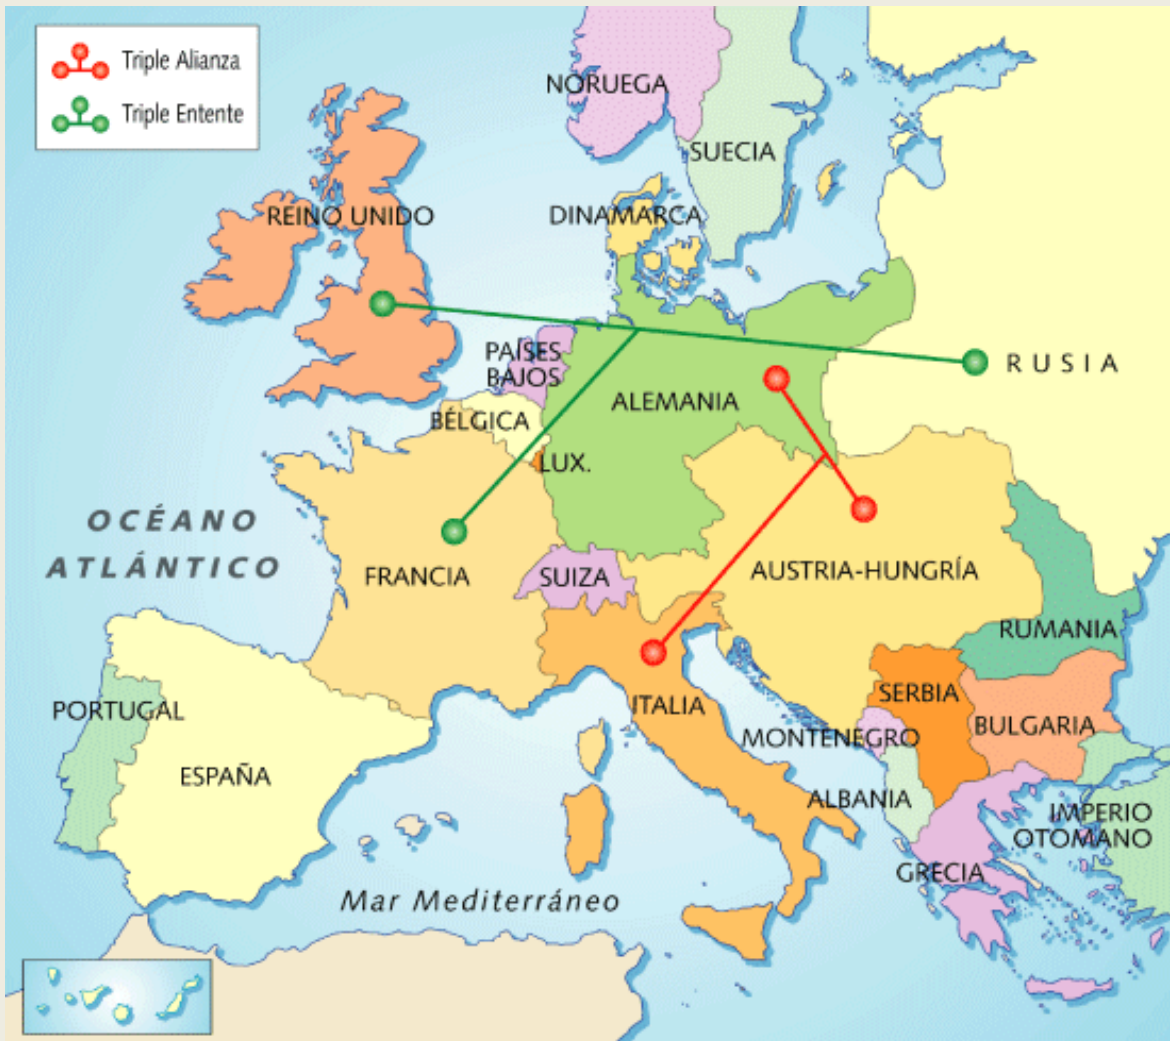 Triple Alianza
Triple Entente
NORUEGA
SUECIA
REINO UNIDO
DINAMARCA
PAÍSES
BAJOS
RUSIA
ALEMANIA
BÉLGICA
LUX.
OCÉANO
ATLÁNTICO
FRANCIA
SUIZA
AUSTRIA-HUNGRÍA
RUMANIA
SERBIA
PORTUGAL
ITALIA
BULGARIA
MONTENEGRO
ESPAÑA
ALBANIA
IMPERIO
OTOMANO
GRECIA
Mar Mediterráneo